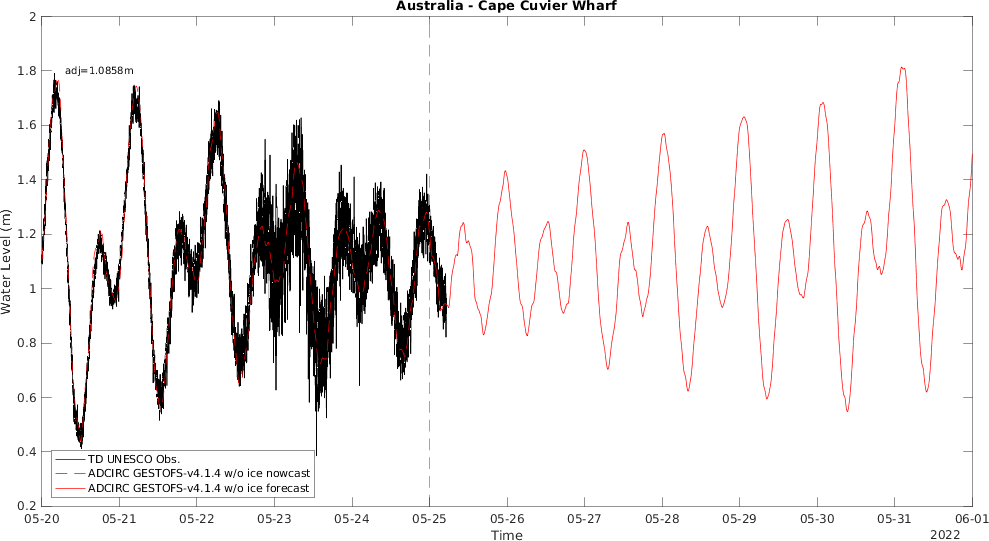 Australia - Cape Cuvier Wharf
2
adj=1.0858m
1.8
1.6
1.4
1.2
1
0.8
0.6
0.4
0.2
Water Level (m)
TD UNESCO Obs.
ADCIRC GESTOFS-v4.1.4 w/o ice nowcast
ADCIRC GESTOFS-v4.1.4 w/o ice forecast
05-20 05-21 05-22 05-23 05-24 05-25 05-26 05-27 05-28 05-29 05-30 05-31 06-01
Time
2022